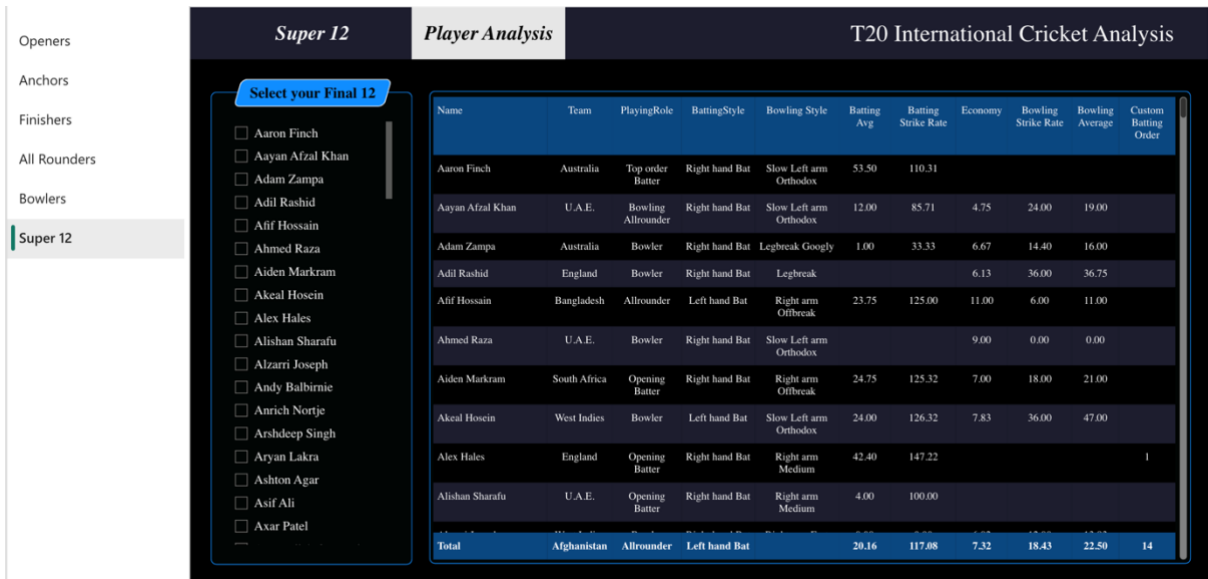 Openers
Anchors
Finishers
All Rounders
Bowlers
Super 12
Super 12 Player Analysis T20 International Cricket Analysis
Select your Final 12
Aaron Finch
Aayan Afzal Khan
Adam Zampa
Adil Rashid
Afif Hossain
Ahmed Raza
Aiden Markram
Akeal Hosein
Alex Hales
Alishan Sharafu
Alzarri Joseph
Andy Balbirnie
Anrich Nortje
Arshdeep Singh
Aryan Lakra
Ashton Agar
Asif Ali
Axar Patel
Name Team PlayingRole BattingStyle Bowling Style Batting Avg Batting Strike Rate Economy Bowling Strike Rate Bowling Average Custom Batting Order
Aaron Finch Australia Top order Batter Right hand Bat Slow Left arm Orthodox 53.50 110.31
Aayan Afzal Khan U.A.E. Bowling Allrounder Right hand Bat Slow Left arm Orthodox 12.00 85.71 4.75 24.00 19.00
Adam Zampa Australia Bowler Right hand Bat Legbreak Googly 1.00 33.33 6.67 14.40 16.00
Adil Rashid England Bowler Right hand Bat Legbreak 6.13 36.00 36.75
Afif Hossain Bangladesh Allrounder Left hand Bat Right arm Offbreak 23.75 125.00 11.00 6.00 11.00
Ahmed Raza U.A.E. Bowler Right hand Bat Slow Left arm Orthodox 9.00 0.00 0.00
Aiden Markram South Africa Opening Batter Right hand Bat Right arm Offbreak 24.75 125.32 7.00 18.00 21.00
Akeal Hosein West Indies Bowler Left hand Bat Slow Left arm Orthodox 24.00 126.32 7.83 36.00 47.00
Alex Hales England Opening Batter Right hand Bat Right arm Medium 42.40 147.22 1
Alishan Sharafu U.A.E. Opening Batter Right hand Bat Right arm Medium 4.00 100.00
Total Afghanistan Allrounder Left hand Bat 20.16 117.08 7.32 18.43 22.50 14